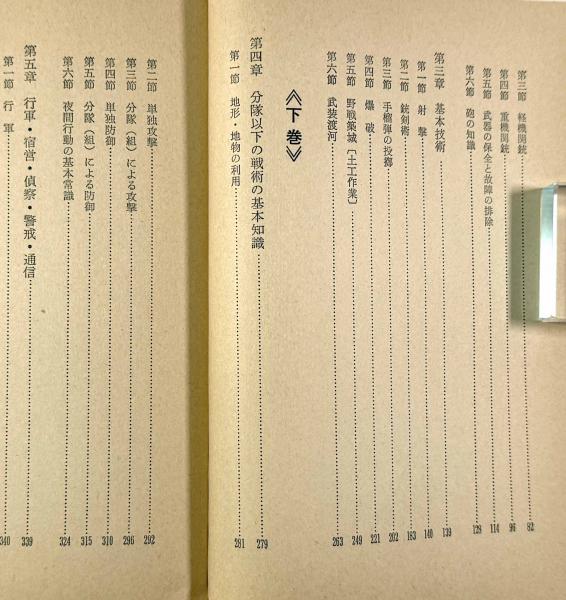 第三節 軽機関銃 82
第四節 重機関銃 96
第五節 武器の保全と故障の排除 114
第六節 砲の知識 128
第三章 基本技術 139
第一節 射撃 140
第二節 銃剣術 183
第三節 手榴弾の投擲 202
第四節 爆破 221
第五節 野戦築城〔土工作業〕 249
第六節 武装渡河 263
《下巻》
第四章 分隊以下の戦術の基本知識 279
第一節 地形・地物の利用 281
第二節 単独攻撃 292
第三節 分隊（組）による攻撃 296
第四節 単独防御 310
第五節 分隊（組）による防御 315
第六節 夜間行動の基本常識 324
第五章 行軍・宿営・偵察・警戒・通信 339
第一節 行軍 340